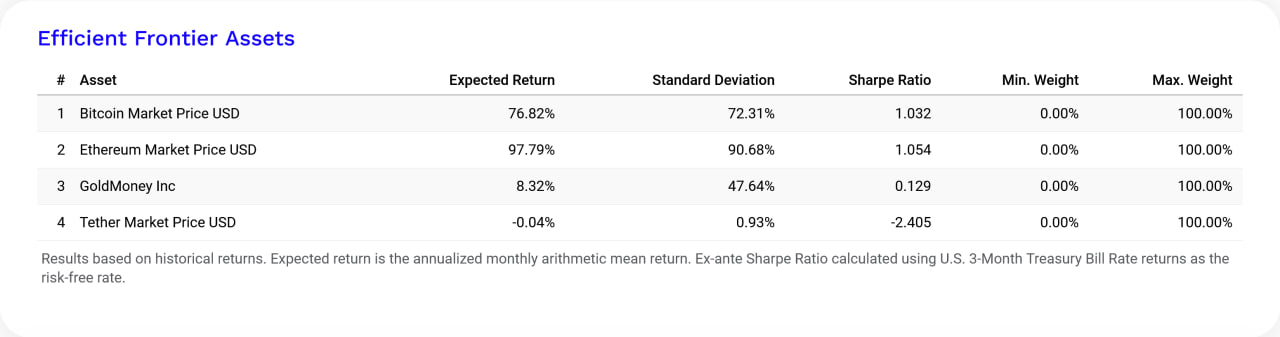 Efficient Frontier Assets
# Asset Expected Return Standard Deviation Sharpe Ratio Min. Weight Max. Weight
1 Bitcoin Market Price USD 76.82% 72.31% 1.032 0.00% 100.00%
2 Ethereum Market Price USD 97.79% 90.68% 1.054 0.00% 100.00%
3 GoldMoney Inc 8.32% 47.64% 0.129 0.00% 100.00%
4 Tether Market Price USD -0.04% 0.93% -2.405 0.00% 100.00%
Results based on historical returns. Expected return is the annualized monthly arithmetic mean return. Ex-ante Sharpe Ratio calculated using U.S. 3-Month Treasury Bill Rate returns as the
risk-free rate.